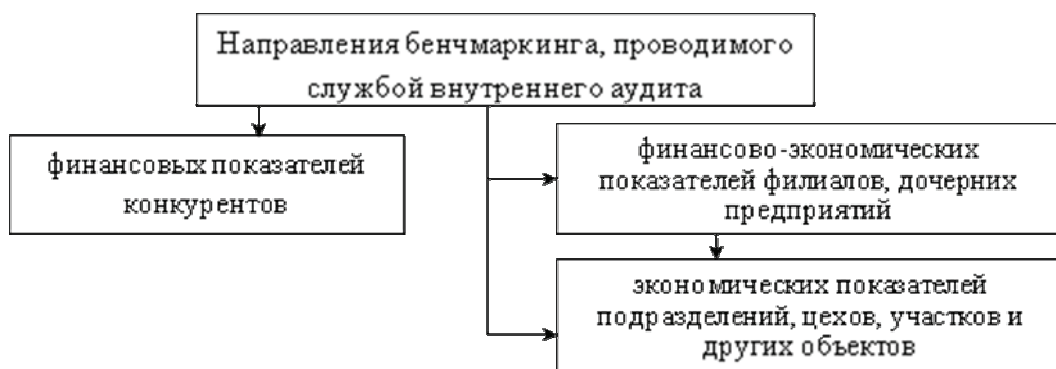 Направления бенчмаркинга, проводимого
службой внутреннего аудита
финансовых показателей
конкурентов
финансово-экономических
показателей филиалов, дочерних
предприятий
экономических показателей
подразделений, цехов, участков и
других объектов